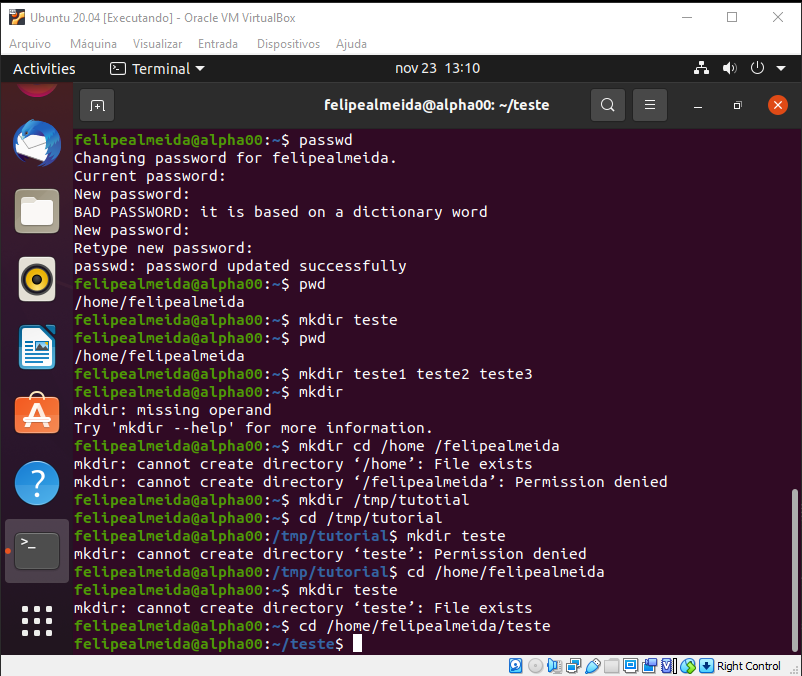 Ubuntu 20.04 [Executando] - Oracle VM VirtualBox
Arquivo Máquina Visualizar Entrada Dispositivos Ajuda
Activities Terminal nov 23 13:10
felipealmeida@alpha00: ~/teste
felipealmeida@alpha00:~$ passwd
Changing password for felipealmeida.
Current password:
New password:
BAD PASSWORD: it is based on a dictionary word
New password:
Retype new password:
passwd: password updated successfully
felipealmeida@alpha00:~$ pwd
/home/felipealmeida
felipealmeida@alpha00:~$ mkdir teste
felipealmeida@alpha00:~$ pwd
/home/felipealmeida
felipealmeida@alpha00:~$ mkdir teste1 teste2 teste3
felipealmeida@alpha00:~$ mkdir
mkdir: missing operand
Try 'mkdir --help' for more information.
felipealmeida@alpha00:~$ mkdir cd /home /felipealmeida
mkdir: cannot create directory ‘/home’: File exists
mkdir: cannot create directory ‘/felipealmeida’: Permission denied
felipealmeida@alpha00:~$ mkdir /tmp/tutotial
felipealmeida@alpha00:~$ cd /tmp/tutorial
felipealmeida@alpha00:/tmp/tutorial$ mkdir teste
mkdir: cannot create directory ‘teste’: Permission denied
felipealmeida@alpha00:/tmp/tutorial$ cd /home/felipealmeida
felipealmeida@alpha00:~$ mkdir teste
mkdir: cannot create directory ‘teste’: File exists
felipealmeida@alpha00:~$ cd /home/felipealmeida/teste
felipealmeida@alpha00:~/teste$
Right Control